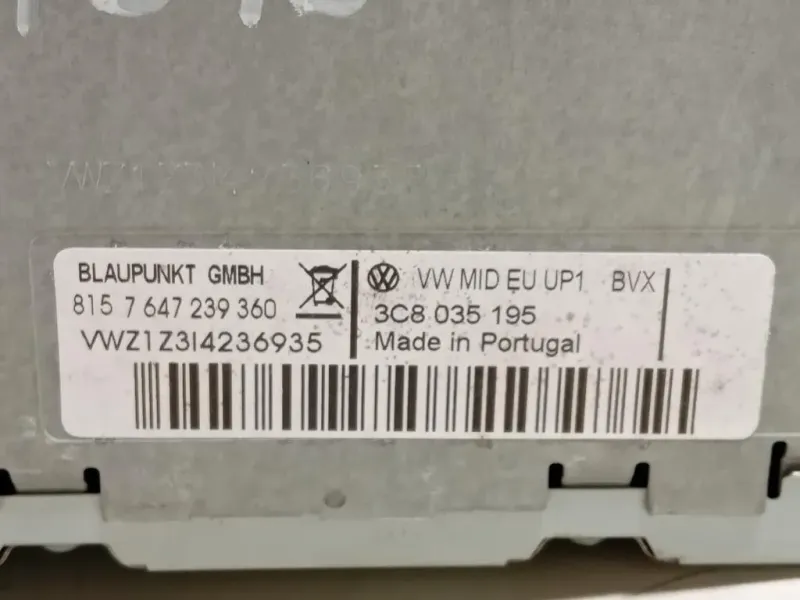 BLAUPUNKT GMBH
815 7 647 239 360
VWZ1Z3I4236935
VW MID EU UP1 BVX
3C8 035 195
Made in Portugal